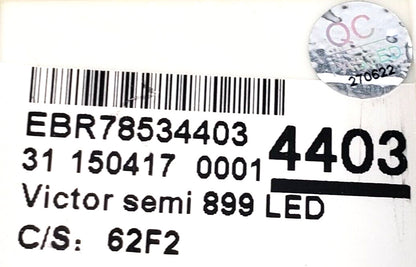 QC
270622
EBR78534403
4403
31 150417 0001
Victor semi 899 LED
C/S: 62F2